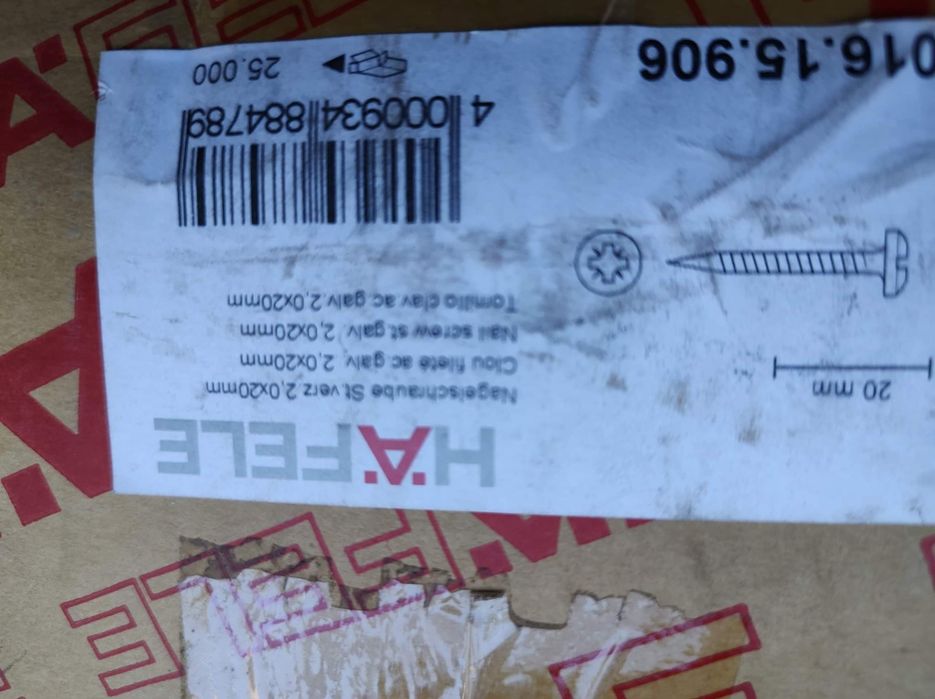 HÄFELE
Nagelschraube St.verz.2,0x20mm
Clou fileté ac galv. 2,0x20mm
Nail screw st galv. 2,0x20mm
Tornillo clav ac galv.2,0x20mm
20 mm
4 000934 884789
25.000
016.15.906